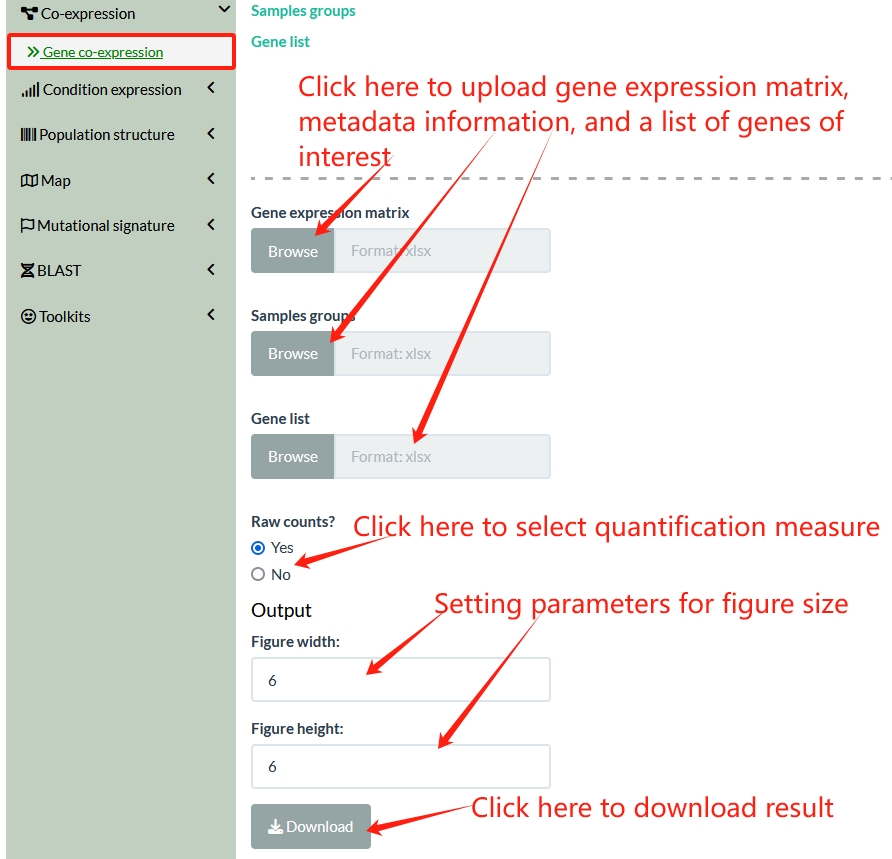 Co-expression
Gene co-expression
Condition expression
Population structure
Map
Mutational signature
BLAST
Toolkits
Samples groups
Gene list
Click here to upload gene expression matrix,
metadata information, and a list of genes of
interest
Gene expression matrix
Browse Format: xlsx
Samples groups
Browse Format: xlsx
Gene list
Browse Format: xlsx
Raw counts?
Click here to select quantification measure
Yes
No
Output
Setting parameters for figure size
Figure width:
6
Figure height:
6
Click here to download result
Download